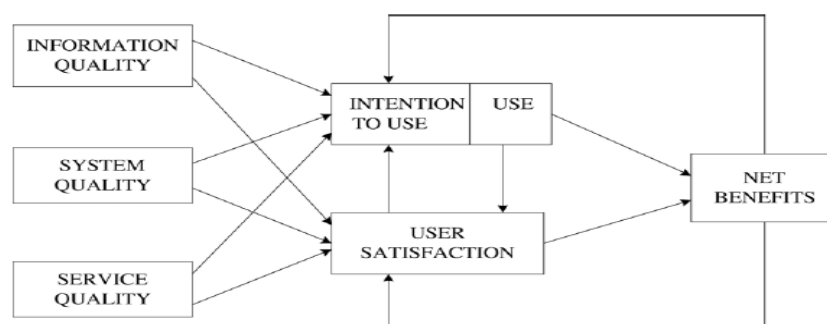 INFORMATION
QUALITY
SYSTEM
QUALITY
SERVICE
QUALITY
INTENTION
TO USE
USE
USER
SATISFACTION
NET
BENEFITS